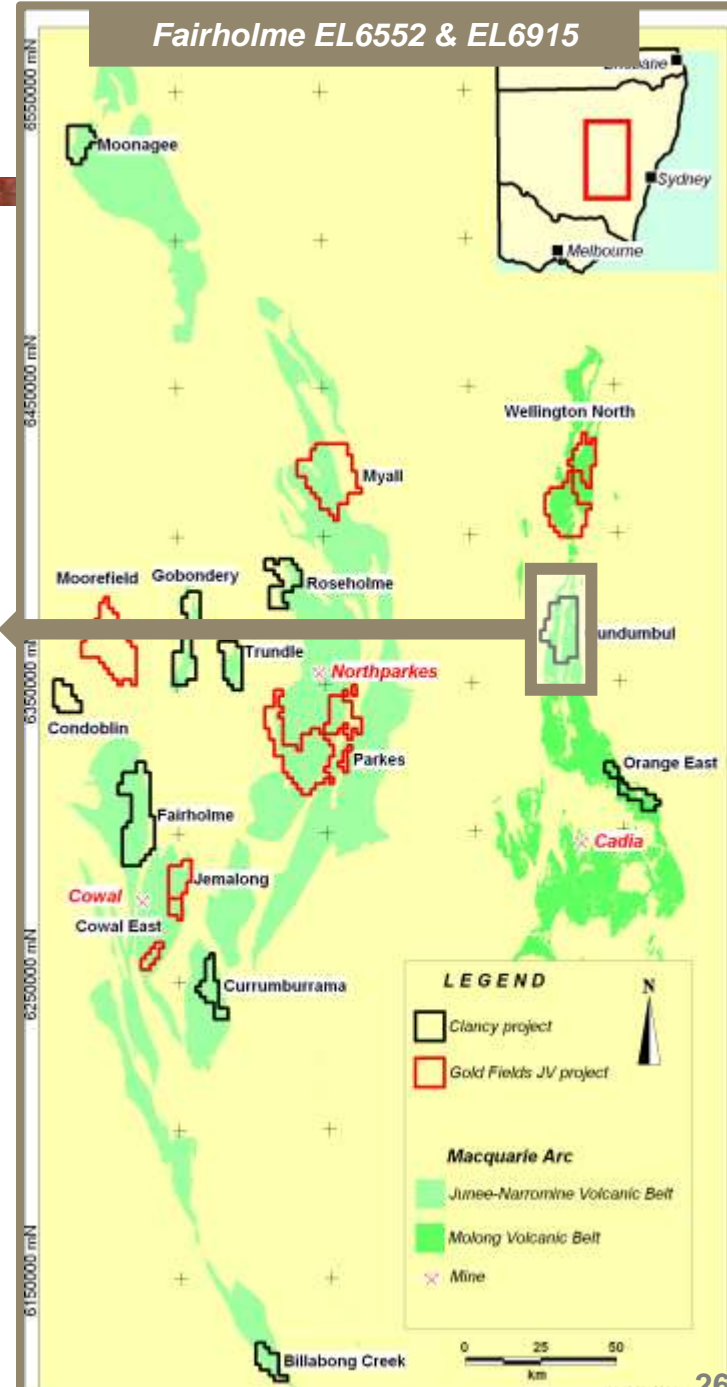 Fairholme EL6552 & EL6915
Brisbane
Sydney
Melbourne
6550000 mN
Moonagee
6450000 mN
Wellington North
Myall
Moorefield
Gobondery
Roseholme
undumbul
Trundle
Northparkes
6350000 mN
Condoblin
Parkes
Orange East
Fairholme
Cadia
Jemalong
Cowal
Cowal East
6250000 mN
Currumburrama
LEGEND
N
Clancy project
Gold Fields JV project
Macquarie Arc
Junee-Narromine Volcanic Belt
Molong Volcanic Belt
Mine
6150000 mN
0 25 50
km
Billabong Creek
26